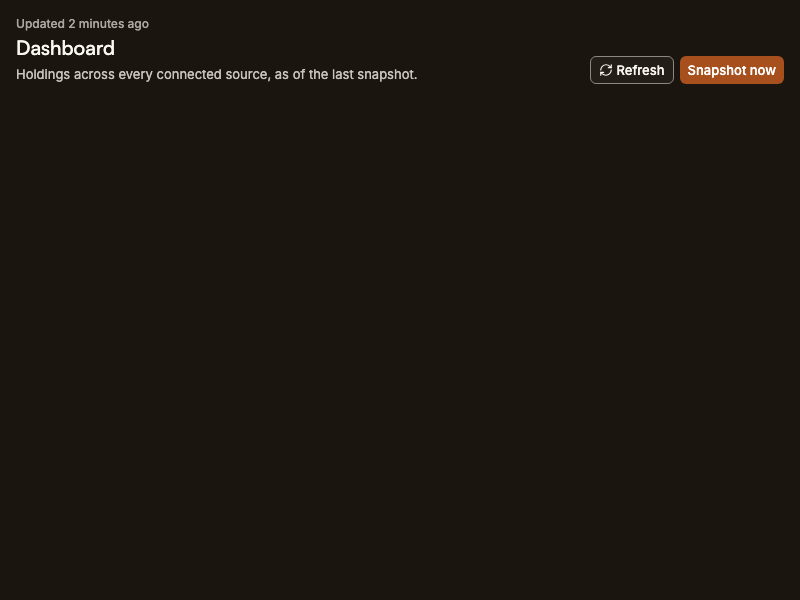 Updated 2 minutes ago
Dashboard
Holdings across every connected source, as of the last snapshot.
Refresh
Snapshot now